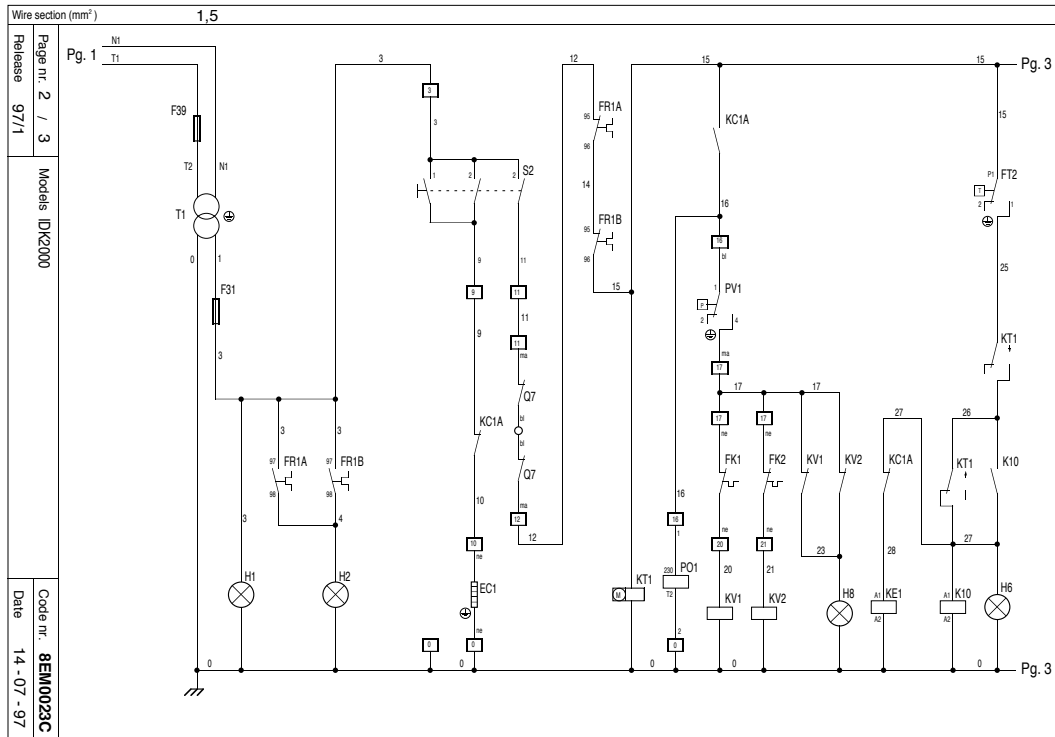 Wire section (mm²) 1,5
Release 97/1
Page nr. 2 / 3
Models IDK2000
Code nr. 8EM0023C
Date 14 - 07 - 97
Pg. 1
N1
T1
F39
T2
N1
T1
0
1
F31
3
3
3
3
3
12
15
15
Pg. 3
3
3
1
2
2
S2
FR1A
95
96
14
FR1B
95
96
15
KC1A
16
16
bl
PV1
1
P
2
4
ma
17
17
17
15
P1
FT2
T
2
1
25
KT1
9
9
9
11
11
11
11
ma
Q7
bl
bl
Q7
ma
12
12
97
FR1A
98
97
FR1B
98
4
H1
H2
KC1A
10
10
ne
EC1
ne
0
0
16
16
1
230
PO1
T2
2
0
M
KT1
17
ne
FK1
ne
20
20
KV1
17
ne
FK2
ne
21
21
KV2
KV1
KV2
23
H8
27
KC1A
28
A1
KE1
A2
26
KT1
K10
27
A1
K10
A2
H6
0
0
0
0
0
Pg. 3